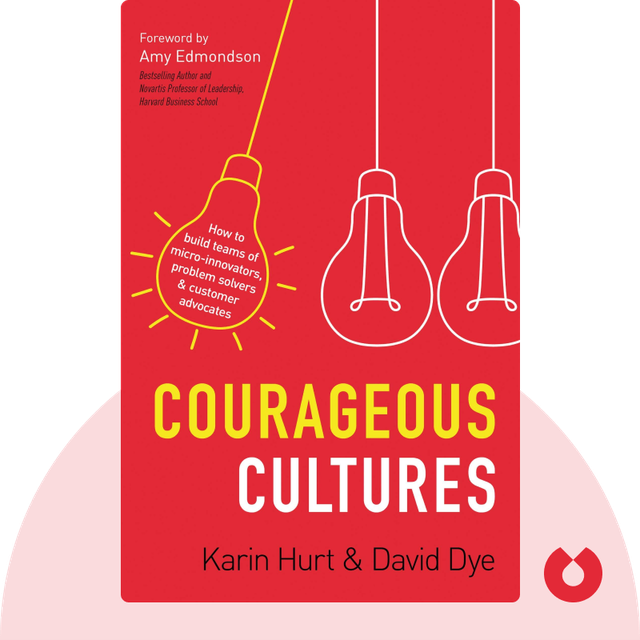 Foreword by
Amy Edmondson
Bestselling Author and
Novartis Professor of Leadership,
Harvard Business School
How to
build teams of
micro-innovators,
problem solvers
& customer
advocates
COURAGEOUS
CULTURES
Karin Hurt & David Dye